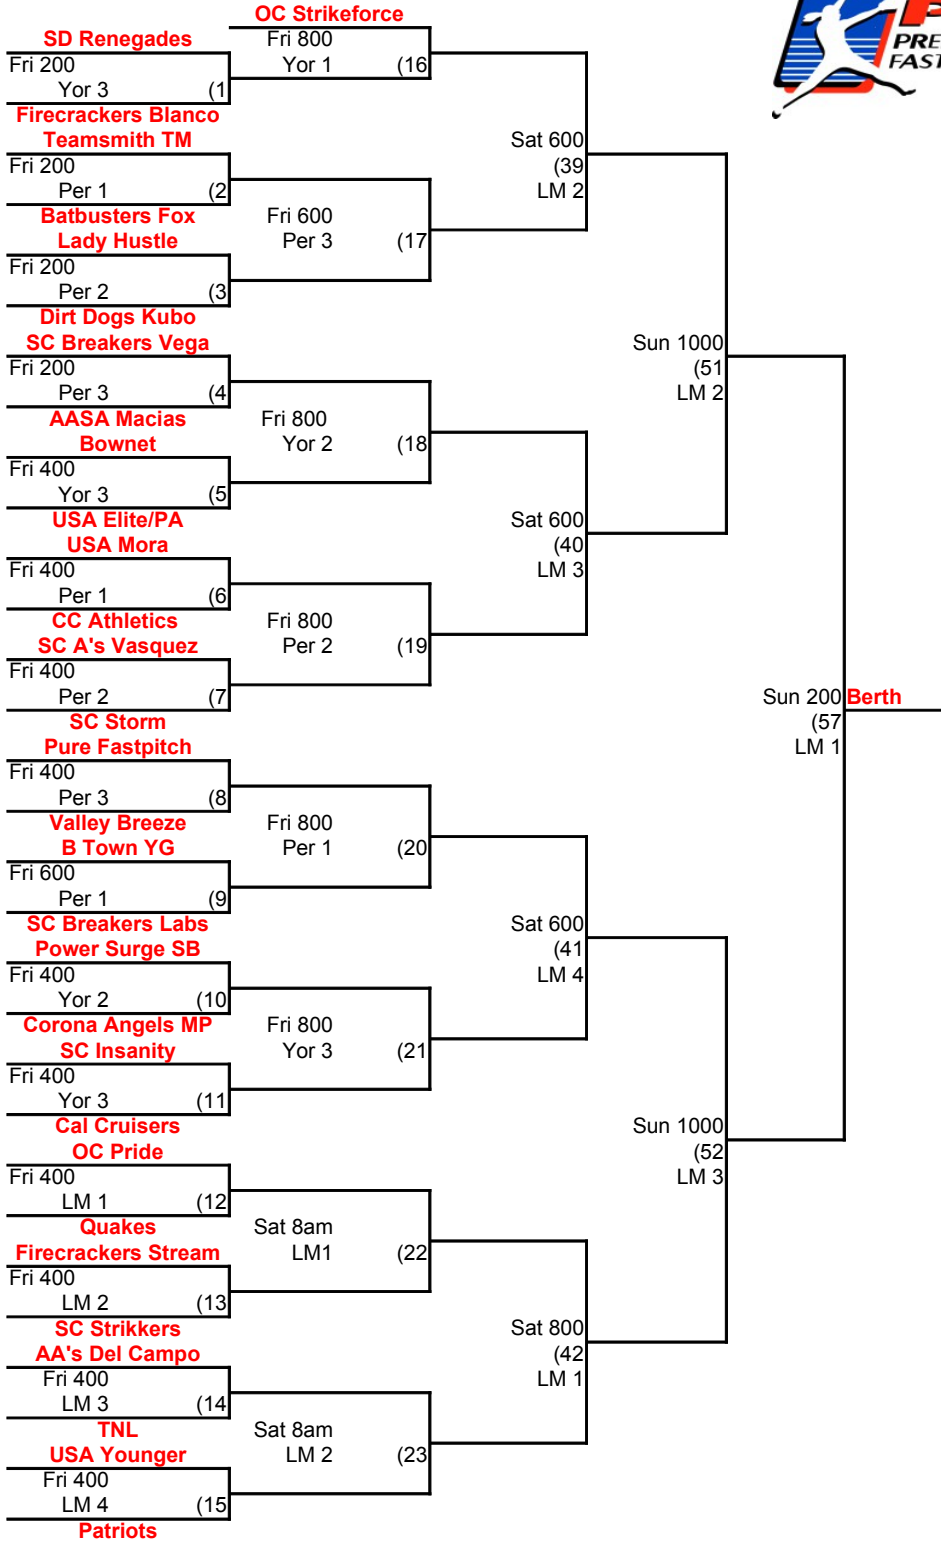 OC Strikeforce
SD Renegades
Fri 800
Yor 1 (16
Fri 200
Yor 3 (1
Firecrackers Blanco
Teamsmith TM
Fri 200
Per 1 (2
Batbusters Fox
Lady Hustle
Fri 600
Per 3 (17
Fri 200
Per 2 (3
Dirt Dogs Kubo
SC Breakers Vega
Fri 200
Per 3 (4
AASA Macias
Bownet
Fri 800
Yor 2 (18
Fri 400
Yor 3 (5
USA Elite/PA
USA Mora
Fri 400
Per 1 (6
CC Athletics
SC A's Vasquez
Fri 800
Per 2 (19
Fri 400
Per 2 (7
SC Storm
Pure Fastpitch
Fri 400
Per 3 (8
Valley Breeze
B Town YG
Fri 800
Per 1 (20
Fri 600
Per 1 (9
SC Breakers Labs
Power Surge SB
Fri 400
Yor 2 (10
Corona Angels MP
SC Insanity
Fri 800
Yor 3 (21
Fri 400
Yor 3 (11
Cal Cruisers
OC Pride
Fri 400
LM 1 (12
Quakes
Firecrackers Stream
Sat 8am
LM1 (22
Fri 400
LM 2 (13
SC Strikkers
AA's Del Campo
Fri 400
LM 3 (14
TNL
USA Younger
Sat 8am
LM 2 (23
Fri 400
LM 4 (15
Patriots
Sat 600
(39
LM 2
Sat 600
(40
LM 3
Sat 600
(41
LM 4
Sat 800
(42
LM 1
Sun 1000
(51
LM 2
Sun 1000
(52
LM 3
Sun 200
(57
LM 1
Berth
P
PRE
FAST